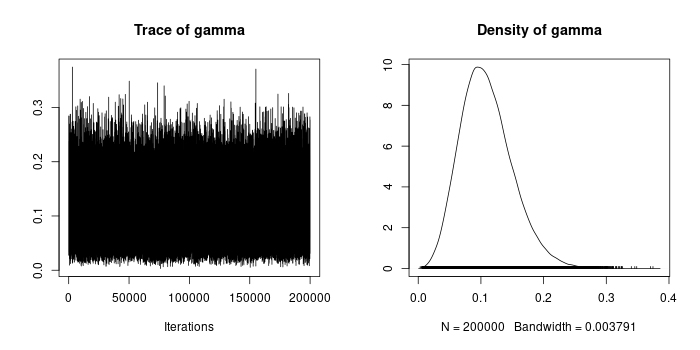 Trace of gamma
0.3
0.2
0.1
0.0
0 50000 100000 150000 200000
Iterations
Density of gamma
10
8
6
4
2
0
0.0 0.1 0.2 0.3 0.4
N = 200000 Bandwidth = 0.003791